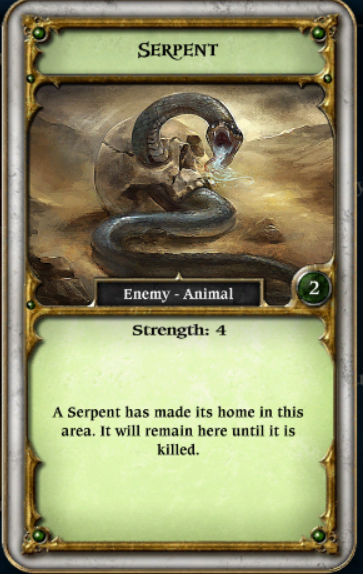 Serpent
Enemy - Animal
2
Strength: 4
A Serpent has made its home in this
area. It will remain here until it is
killed.